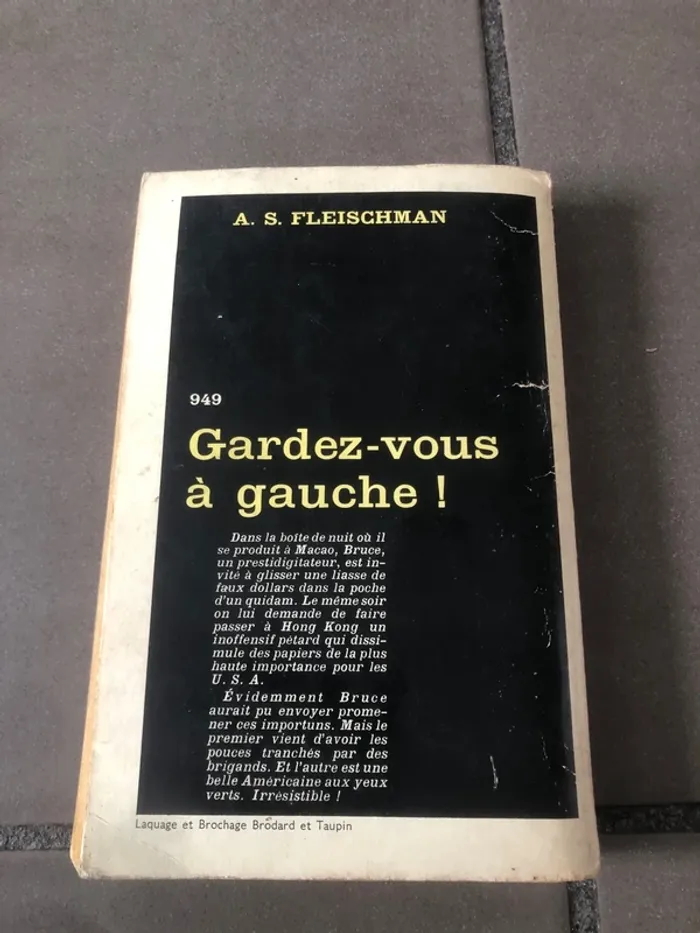 A. S. FLEISCHMAN
949
Gardez-vous
à gauche !
Dans la boîte de nuit où il
se produit à Macao, Bruce,
un prestidigitateur, est in-
vité à glisser une liasse de
faux dollars dans la poche
d'un quidam. Le même soir
on lui demande de faire
passer à Hong Kong un
inoffensif pétard qui dissi-
mule des papiers de la plus
haute importance pour les
U. S. A.
Évidemment Bruce
aurait pu envoyer prome-
ner ces importuns. Mais le
premier vient d'avoir les
pouces tranchés par des
brigands. Et l'autre est une
belle Américaine aux yeux
verts. Irrésistible !
Laquage et Brochage Brodard et Taupin